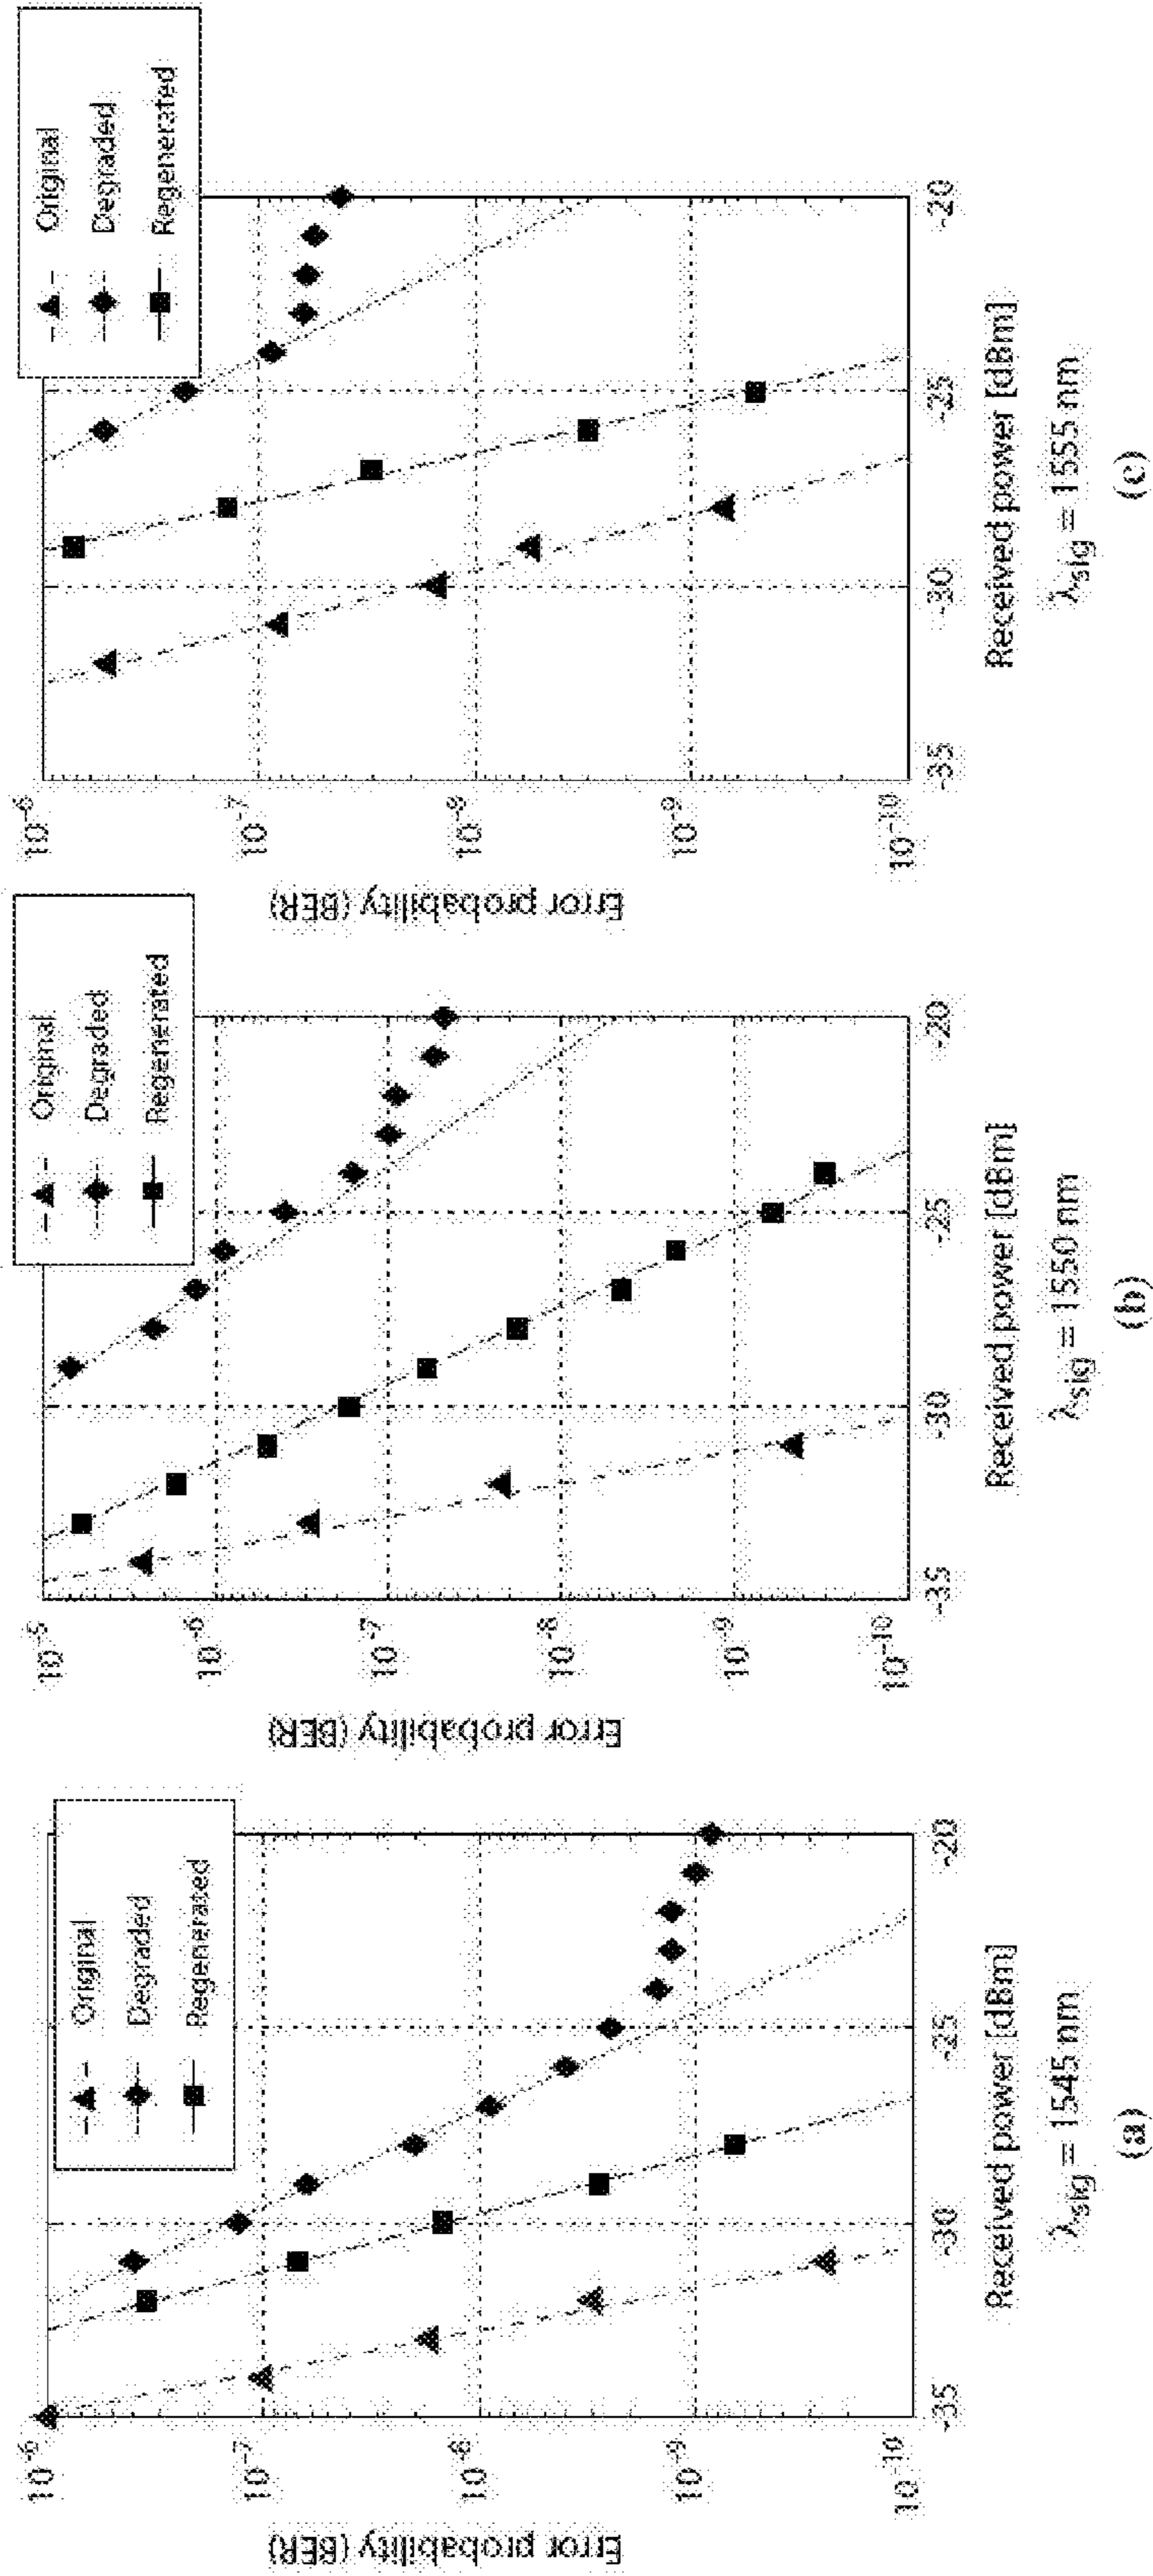 Error probability (BER)
10⁻⁶
10⁻⁷
10⁻⁸
10⁻⁹
10⁻¹⁰
Original
Degraded
Regenerated
-35
-30
-25
-20
Received power [dBm]
λsig = 1545 nm
(a)
Error probability (BER)
10⁻⁵
10⁻⁶
10⁻⁷
10⁻⁸
10⁻⁹
10⁻¹⁰
Original
Degraded
Regenerated
-35
-30
-25
-20
Received power [dBm]
λsig = 1550 nm
(b)
Error probability (BER)
10⁻⁶
10⁻⁷
10⁻⁸
10⁻⁹
10⁻¹⁰
Original
Degraded
Regenerated
-35
-30
-25
-20
Received power [dBm]
λsig = 1555 nm
(c)